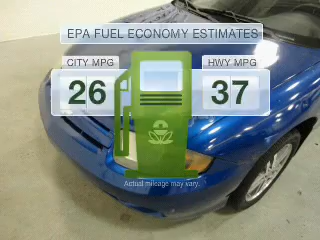 EPA FUEL ECONOMY ESTIMATES
CITY MPG
HWY MPG
26
37
Actual mileage may vary.